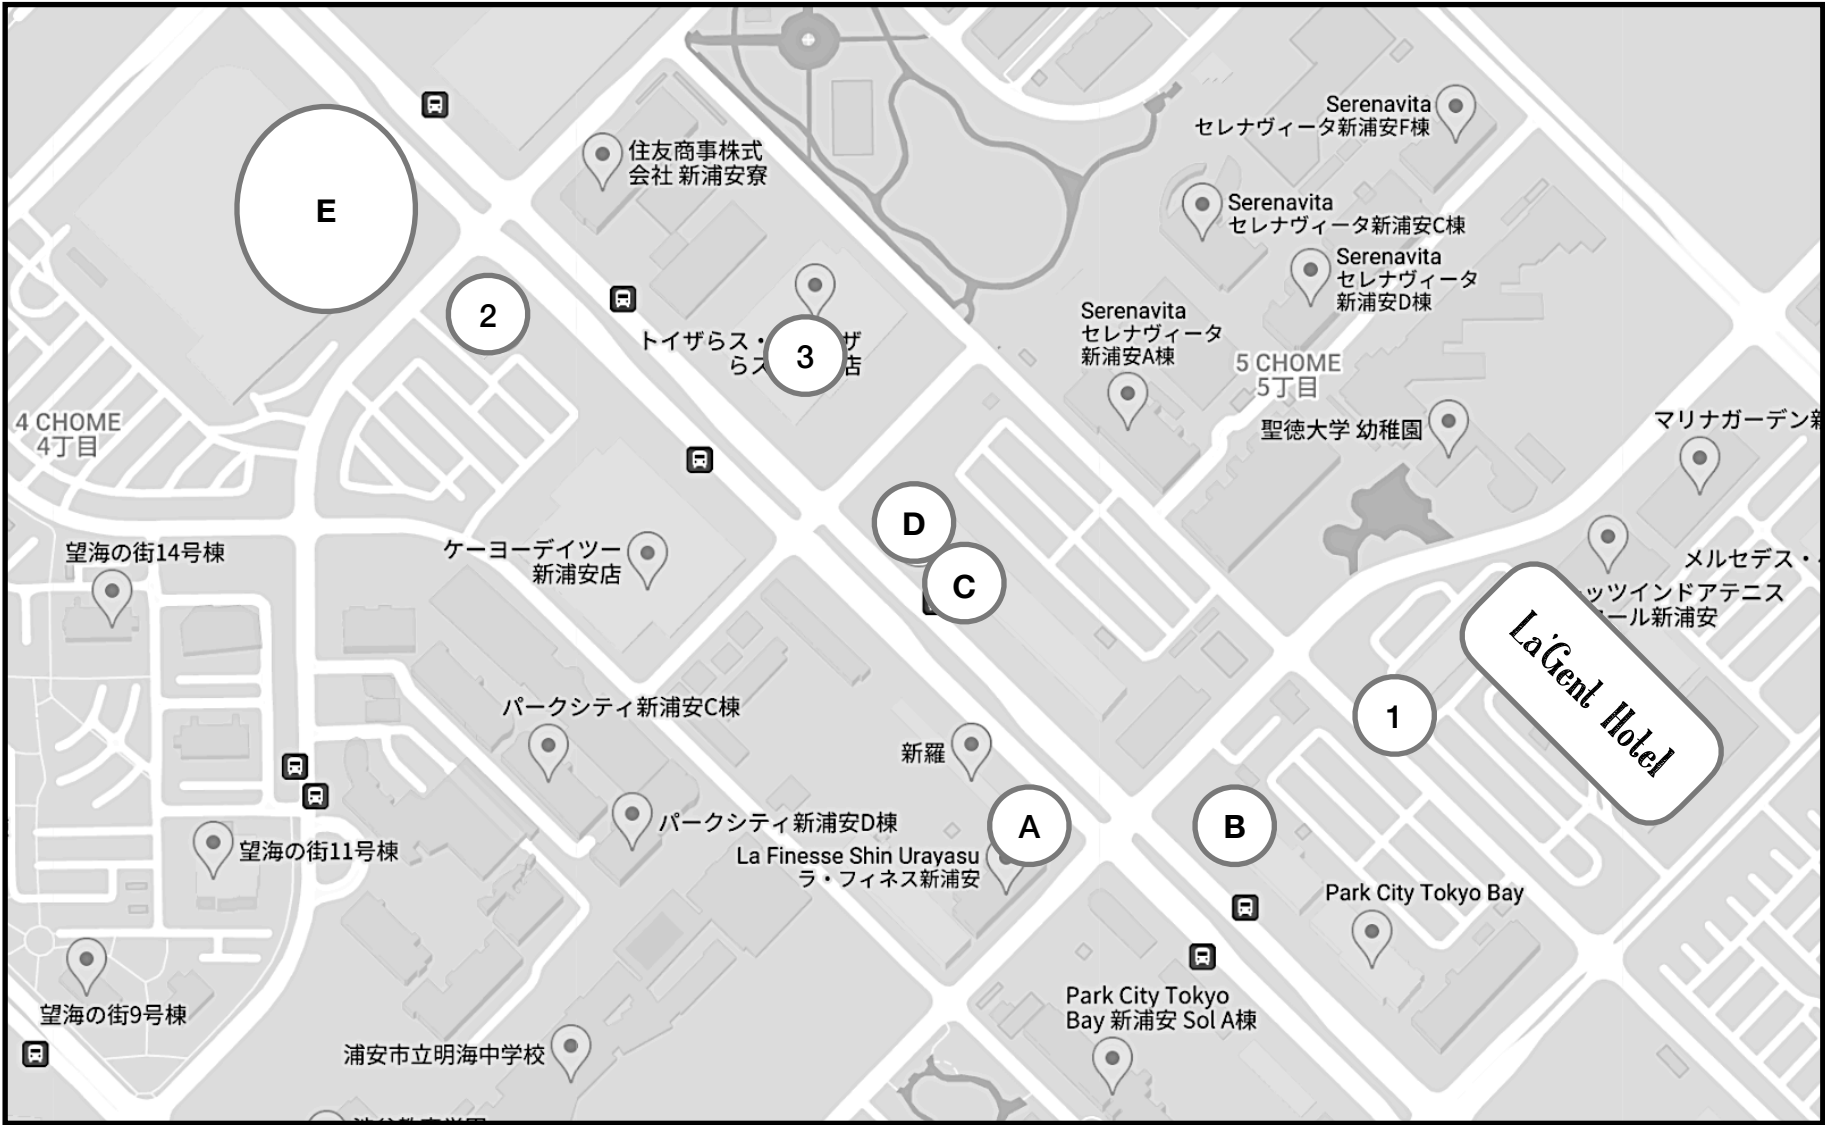 Serenavita
セレナヴィータ新浦安F棟
住友商事株式
会社 新浦安寮
E
Serenavita
セレナヴィータ新浦安C棟
Serenavita
セレナヴィータ
新浦安D棟
2
Serenavita
セレナヴィータ
新浦安A棟
トイザらス・
ザ
らス
店
3
5 CHOME
5丁目
4 CHOME
4丁目
聖徳大学 幼稚園
マリナガーデン新
D
望海の街14号棟
ケーヨーデイツー
新浦安店
C
メルセデス・
ッツインドアテニス
ール新浦安
La'Gent Hotel
パークシティ新浦安C棟
1
新羅
パークシティ新浦安D棟
A
B
望海の街11号棟
La Finesse Shin Urayasu
ラ・フィネス新浦安
Park City Tokyo Bay
望海の街9号棟
Park City Tokyo
Bay 新浦安 Sol A棟
浦安市立明海中学校